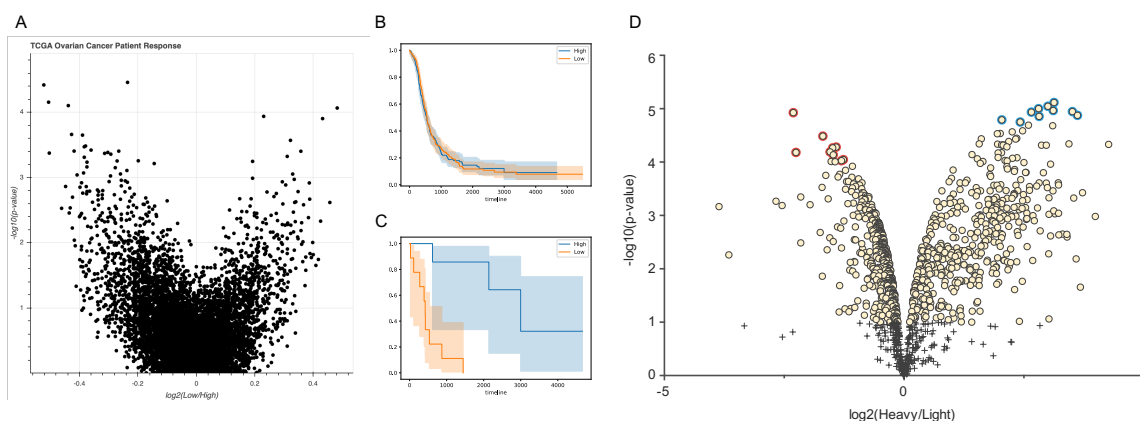 A
TCGA Ovarian Cancer Patient Response
-log10(p-value)
4
3
2
1
-0.4 -0.2 0 0.2 0.4
log2(Low/High)
B
High
Low
1.0
0.8
0.6
0.4
0.2
0.0
0 1000 2000 3000 4000 5000
timeline
C
High
Low
1.0
0.8
0.6
0.4
0.2
0.0
0 1000 2000 3000 4000
timeline
D
-log10(p-value)
6
5
4
3
2
1
0
-5 0
log2(Heavy/Light)